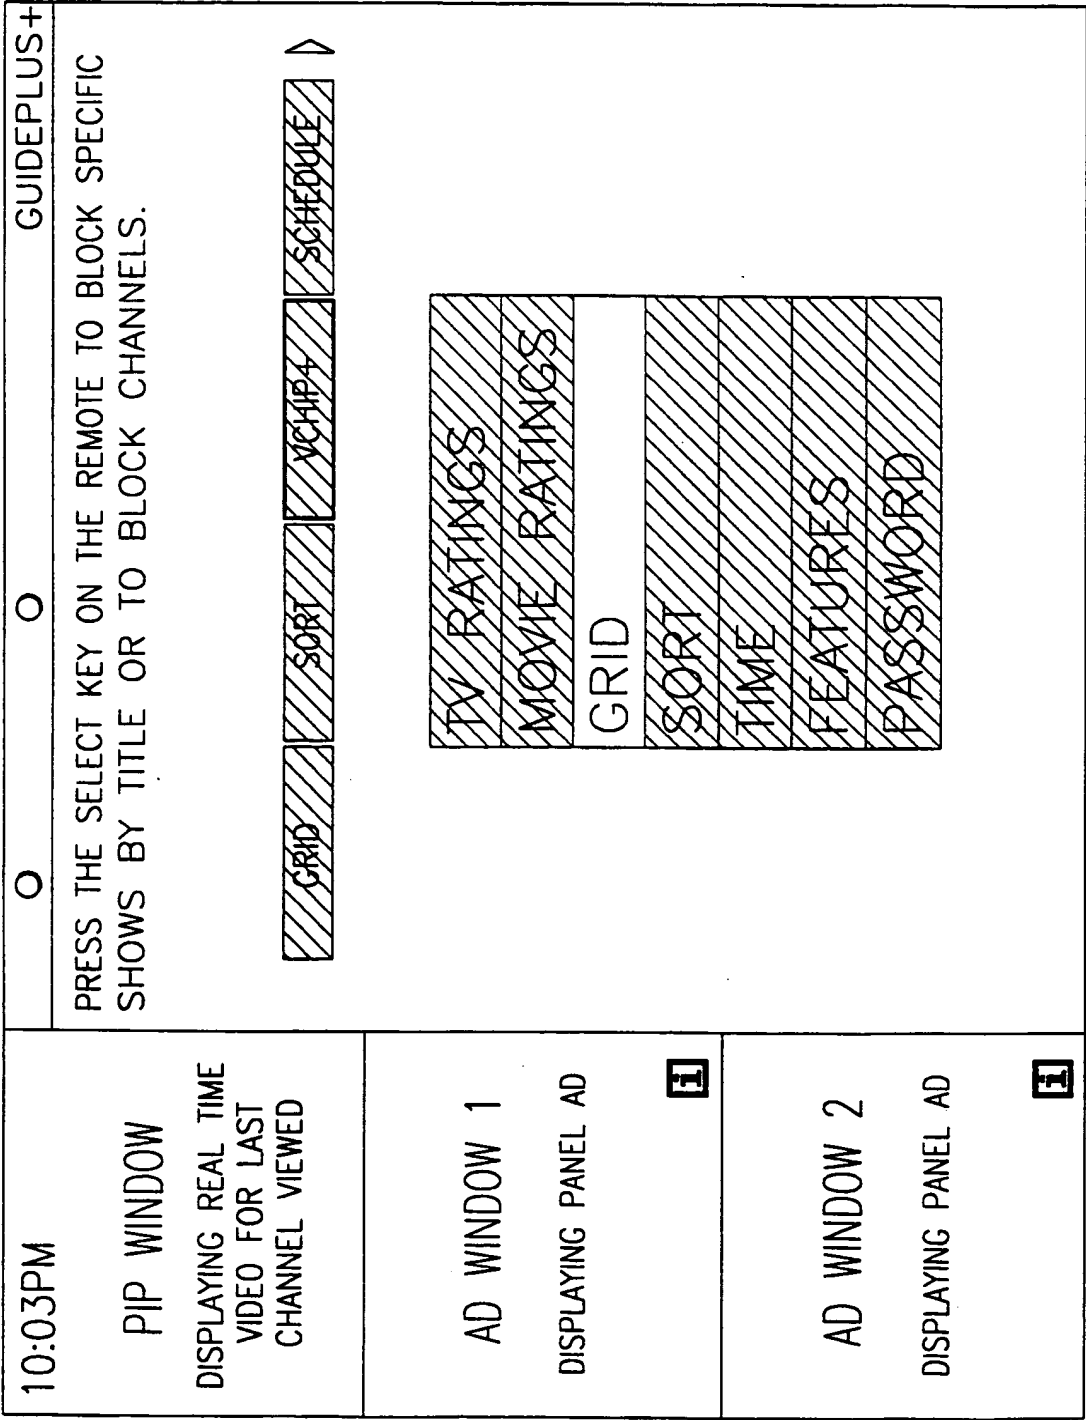 10:03PM
GUIDEPLUS+
PIP WINDOW
DISPLAYING REAL TIME
VIDEO FOR LAST
CHANNEL VIEWED
AD WINDOW 1
DISPLAYING PANEL AD
i
AD WINDOW 2
DISPLAYING PANEL AD
i
PRESS THE SELECT KEY ON THE REMOTE TO BLOCK SPECIFIC
SHOWS BY TITLE OR TO BLOCK CHANNELS.
GRID SORT VCHIP+ SCHEDULE
TV RATINGS
MOVIE RATINGS
GRID
SORT
TIME
FEATURES
PASSWORD